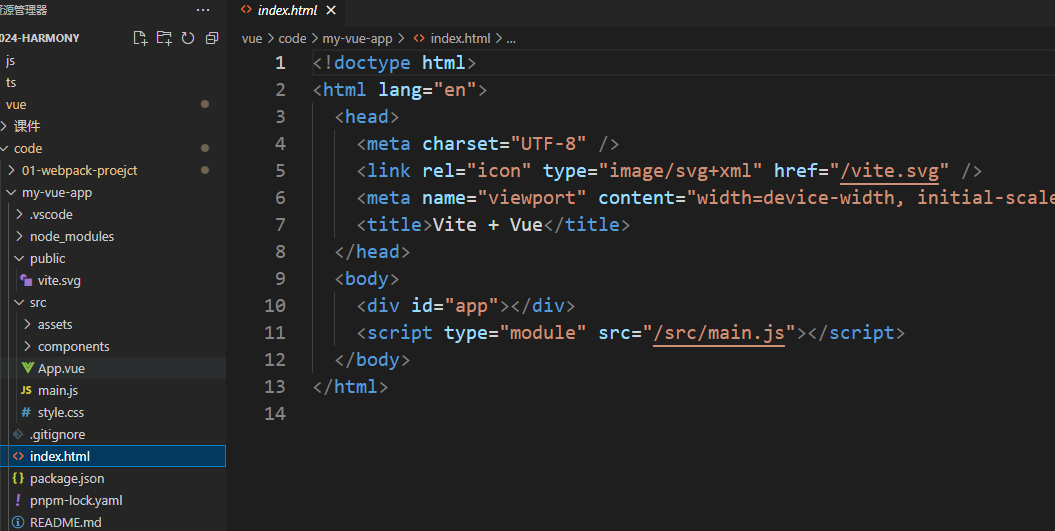 资源管理器
···
024-HARMONY
js
ts
vue
课件
code
01-webpack-proejct
my-vue-app
.vscode
node_modules
public
vite.svg
src
assets
components
App.vue
JS main.js
# style.css
.gitignore
<> index.html
{} package.json
! pnpm-lock.yaml
README.md
<> index.html ×
vue > code > my-vue-app > <> index.html > ...
1 <!doctype html>
2 <html lang="en">
3 <head>
4 <meta charset="UTF-8" />
5 <link rel="icon" type="image/svg+xml" href="/vite.svg" />
6 <meta name="viewport" content="width=device-width, initial-scale
7 <title>Vite + Vue</title>
8 </head>
9 <body>
10 <div id="app"></div>
11 <script type="module" src="/src/main.js"></script>
12 </body>
13 </html>
14